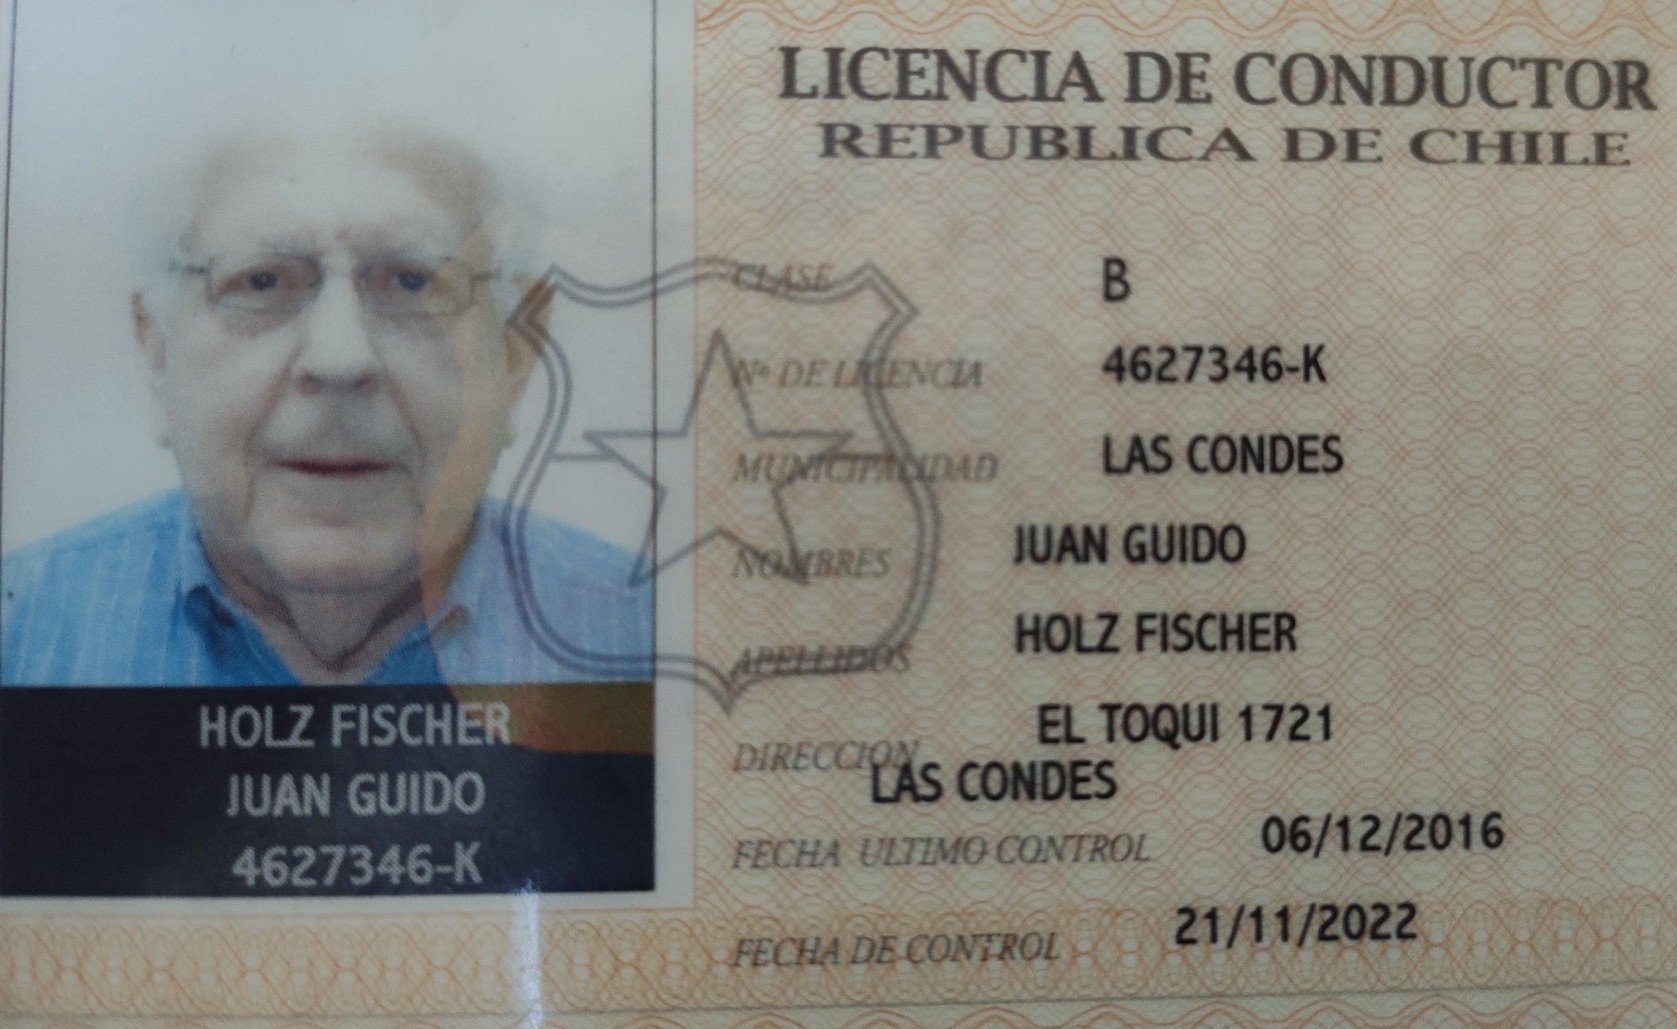 LICENCIA DE CONDUCTOR
REPUBLICA DE CHILE
CLASE B
Nº DE LICENCIA 4627346-K
MUNICIPALIDAD LAS CONDES
NOMBRES JUAN GUIDO
APELLIDOS HOLZ FISCHER
DIRECCION EL TOQUI 1721
LAS CONDES
FECHA ULTIMO CONTROL 06/12/2016
FECHA DE CONTROL 21/11/2022
HOLZ FISCHER
JUAN GUIDO
4627346-K